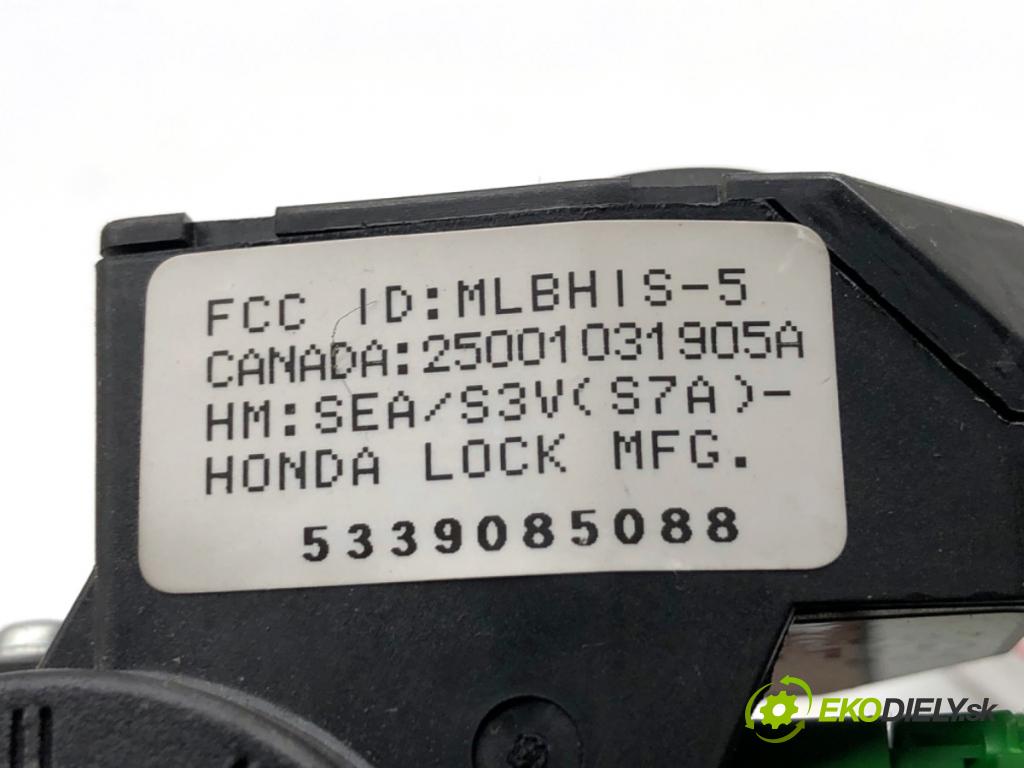 FCC ID:MLBHIS-5
CANADA:25001031905A
HM:SEA/S3V(S7A)-
HONDA LOCK MFG.
5339085088
EKODIELY.sk